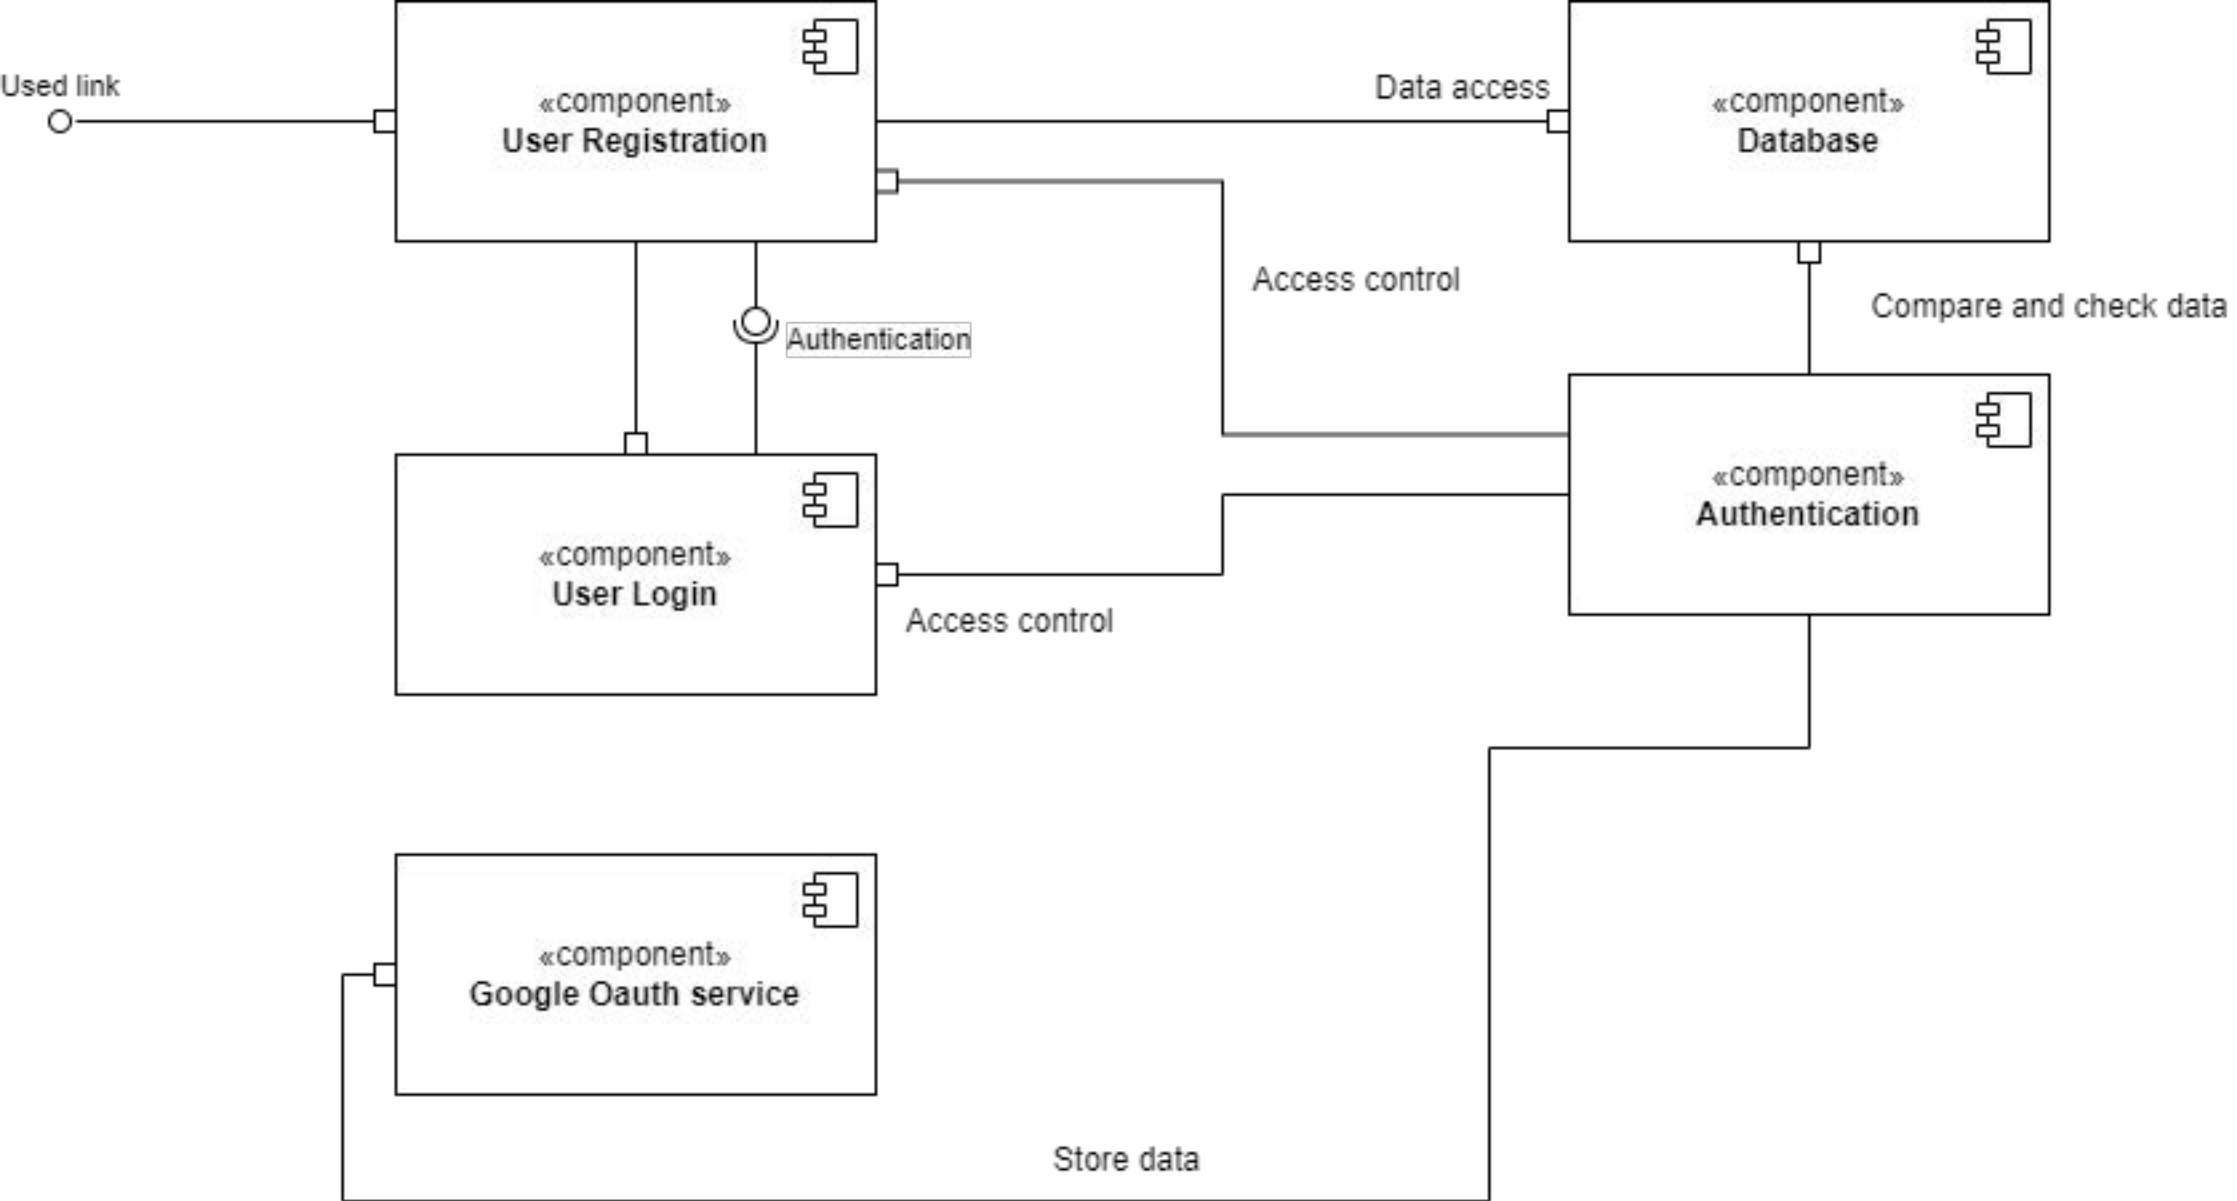 Used link
«component»
User Registration
Data access
«component»
Database
Access control
Compare and check data
Authentication
«component»
Authentication
«component»
User Login
Access control
«component»
Google Oauth service
Store data